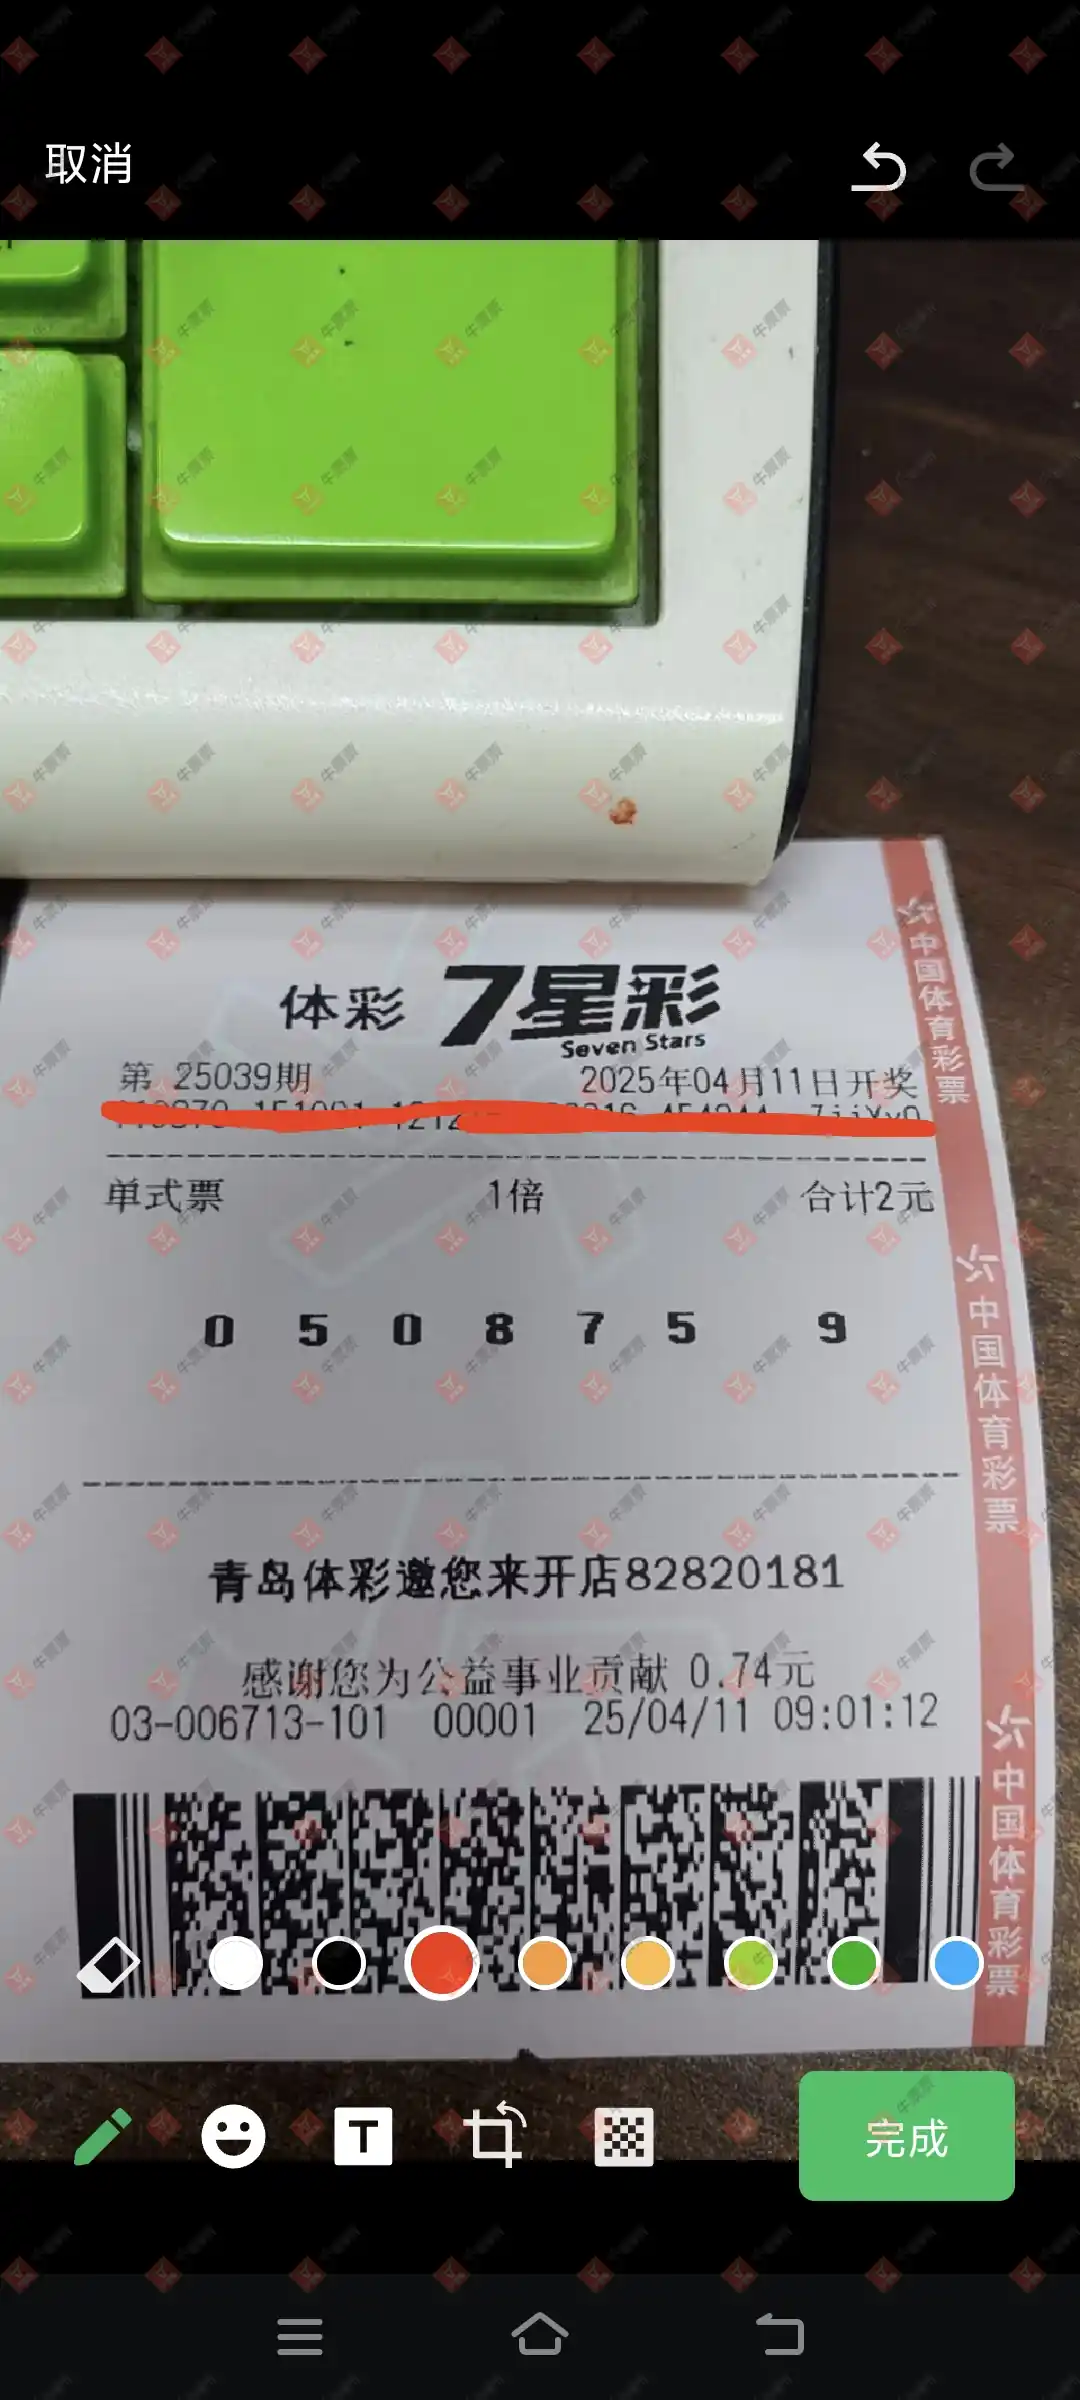 取消
体彩 7星彩
Seven Stars
第 25039期 2025年04月11日开奖
单式票 1倍 合计2元
0 5 0 8 7 5 9
青岛体彩邀您来开店82820181
感谢您为公益事业贡献 0.74元
03-006713-101 00001 25/04/11 09:01:12
中国体育彩票
中国体育彩票
中国体育彩票
T
完成
牛票票